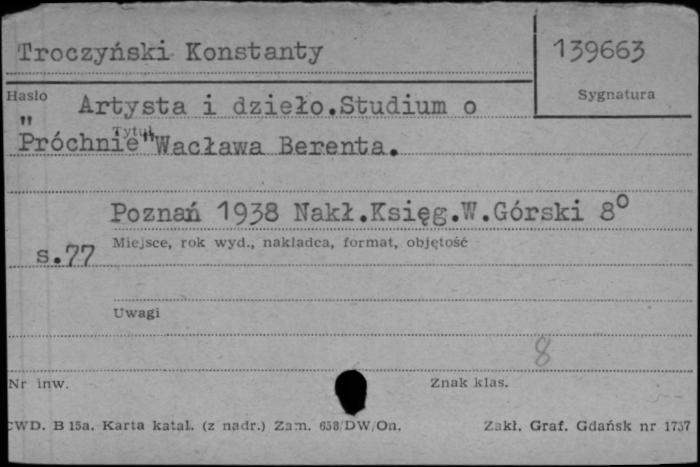 Troczyński Konstanty
139663
Hasło
Sygnatura
Artysta i dzieło.Studium o
"Próchnie" Wacława Berenta.
Tytuł
Poznań 1938 Nakł.Księg.W.Górski 8°
Miejsce, rok wyd., nakładca, format, objętość
s.77
Uwagi
8
Nr inw.
Znak klas.
CWD. B 15a. Karta katal. (z nadr.) Zam. 658/DW/On.
Zakł. Graf. Gdańsk nr 1757